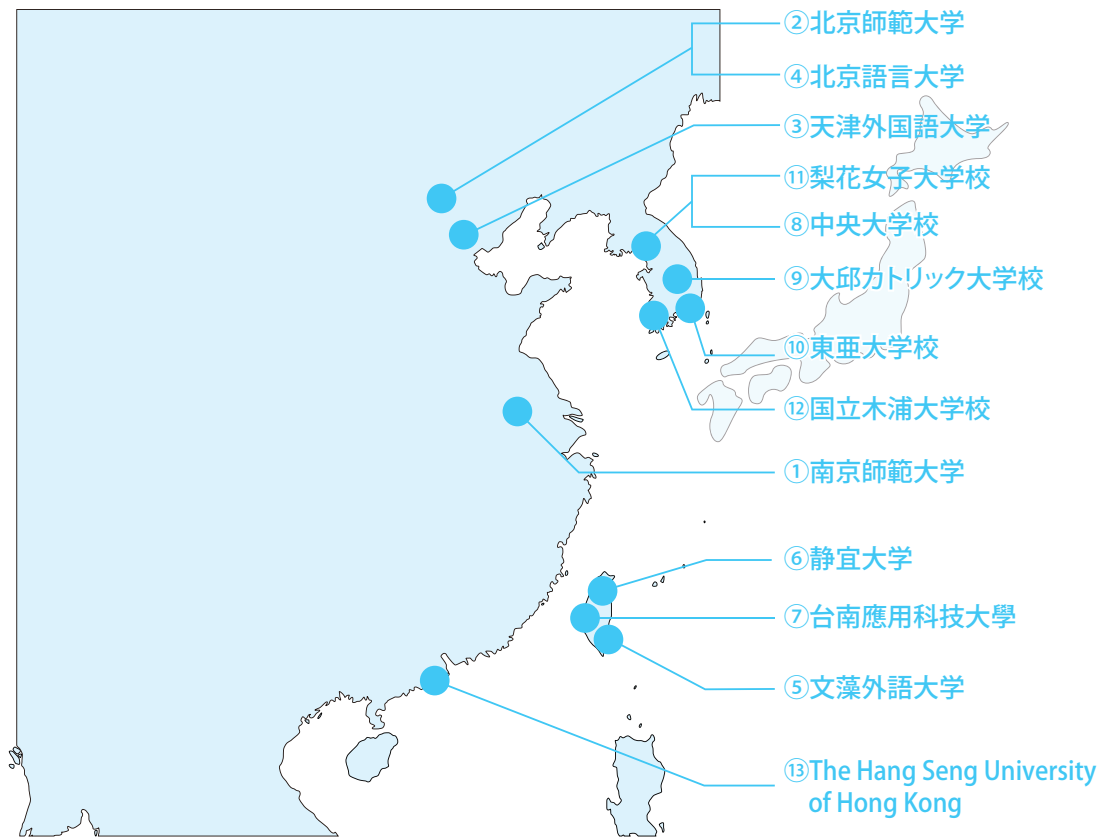 ②北京師範大学
④北京語言大学
③天津外国語大学
⑪梨花女子大学校
⑧中央大学校
⑨大邱カトリック大学校
⑩東亜大学校
⑫国立木浦大学校
①南京師範大学
⑥静宜大学
⑦台南應用科技大學
⑤文藻外語大学
⑬The Hang Seng University
of Hong Kong